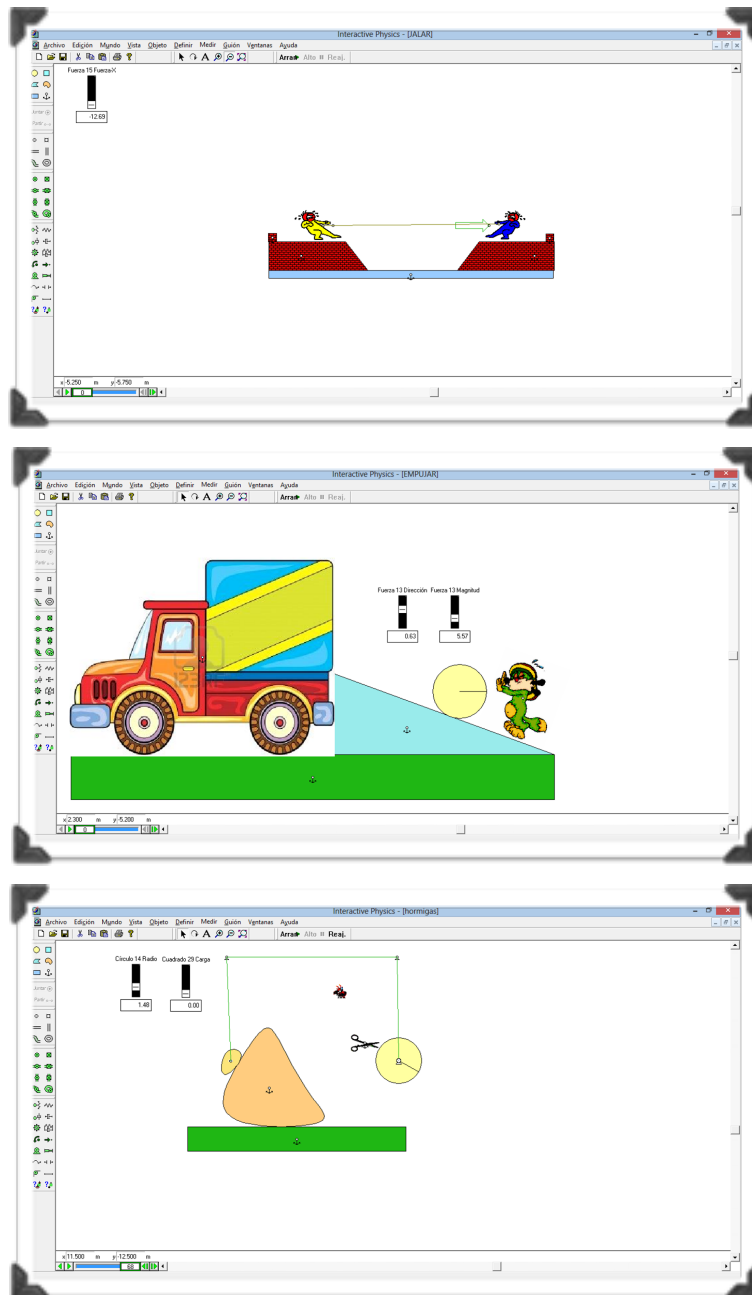 Interactive Physics - [JALAR]
Archivo Edición Mundo Vista Objeto Definir Medir Guión Ventanas Ayuda
Arran Alto Reaj.
Fuerza 15 Fuerza-X
-12.69
x -5.250 m y -5.750 m
0
Interactive Physics - [EMPUJAR]
Archivo Edición Mundo Vista Objeto Definir Medir Guión Ventanas Ayuda
Arran Alto Reaj.
Fuerza 13 Dirección Fuerza 13 Magnitud
0.63 5.57
x 2.300 m y -5.200 m
0
Interactive Physics - [hormigas]
Archivo Edición Mundo Vista Objeto Definir Medir Guión Ventanas Ayuda
Arran Alto Reaj.
Círculo 14 Radio Cuadrado 29 Carga
1.48 0.00
x 11.500 m y -12.500 m
68